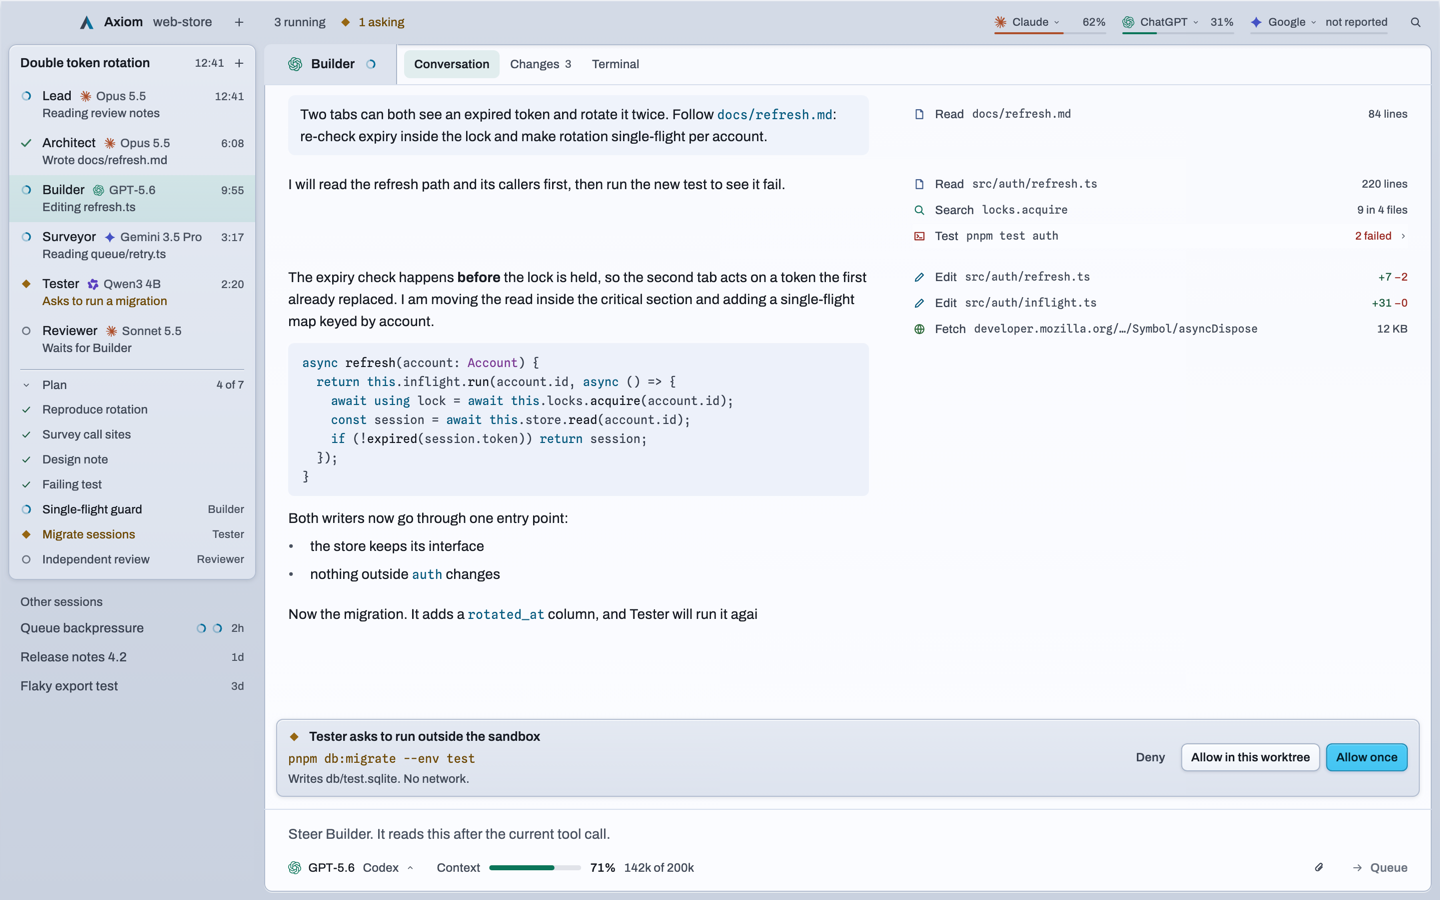 Axiom web-store +
3 running 1 asking
Claude 62% ChatGPT 31% Google not reported
Double token rotation 12:41 +
Lead Opus 5.5 12:41
Reading review notes
Architect Opus 5.5 6:08
Wrote docs/refresh.md
Builder GPT-5.6 9:55
Editing refresh.ts
Surveyor Gemini 3.5 Pro 3:17
Reading queue/retry.ts
Tester Qwen3 4B 2:20
Asks to run a migration
Reviewer Sonnet 5.5
Waits for Builder
Plan 4 of 7
Reproduce rotation
Survey call sites
Design note
Failing test
Single-flight guard Builder
Migrate sessions Tester
Independent review Reviewer
Other sessions
Queue backpressure 2h
Release notes 4.2 1d
Flaky export test 3d
Builder Conversation Changes 3 Terminal
Two tabs can both see an expired token and rotate it twice. Follow docs/refresh.md:
re-check expiry inside the lock and make rotation single-flight per account.
Read docs/refresh.md 84 lines
I will read the refresh path and its callers first, then run the new test to see it fail.
Read src/auth/refresh.ts 220 lines
Search locks.acquire 9 in 4 files
Test pnpm test auth 2 failed
The expiry check happens before the lock is held, so the second tab acts on a token the first
already replaced. I am moving the read inside the critical section and adding a single-flight
map keyed by account.
Edit src/auth/refresh.ts +7 −2
Edit src/auth/inflight.ts +31 −0
Fetch developer.mozilla.org/…/Symbol/asyncDispose 12 KB
async refresh(account: Account) {
return this.inflight.run(account.id, async () => {
await using lock = await this.locks.acquire(account.id);
const session = await this.store.read(account.id);
if (!expired(session.token)) return session;
});
}
Both writers now go through one entry point:
• the store keeps its interface
• nothing outside auth changes
Now the migration. It adds a rotated_at column, and Tester will run it agai
Tester asks to run outside the sandbox
pnpm db:migrate --env test
Writes db/test.sqlite. No network.
Deny Allow in this worktree Allow once
Steer Builder. It reads this after the current tool call.
GPT-5.6 Codex Context 71% 142k of 200k
Queue